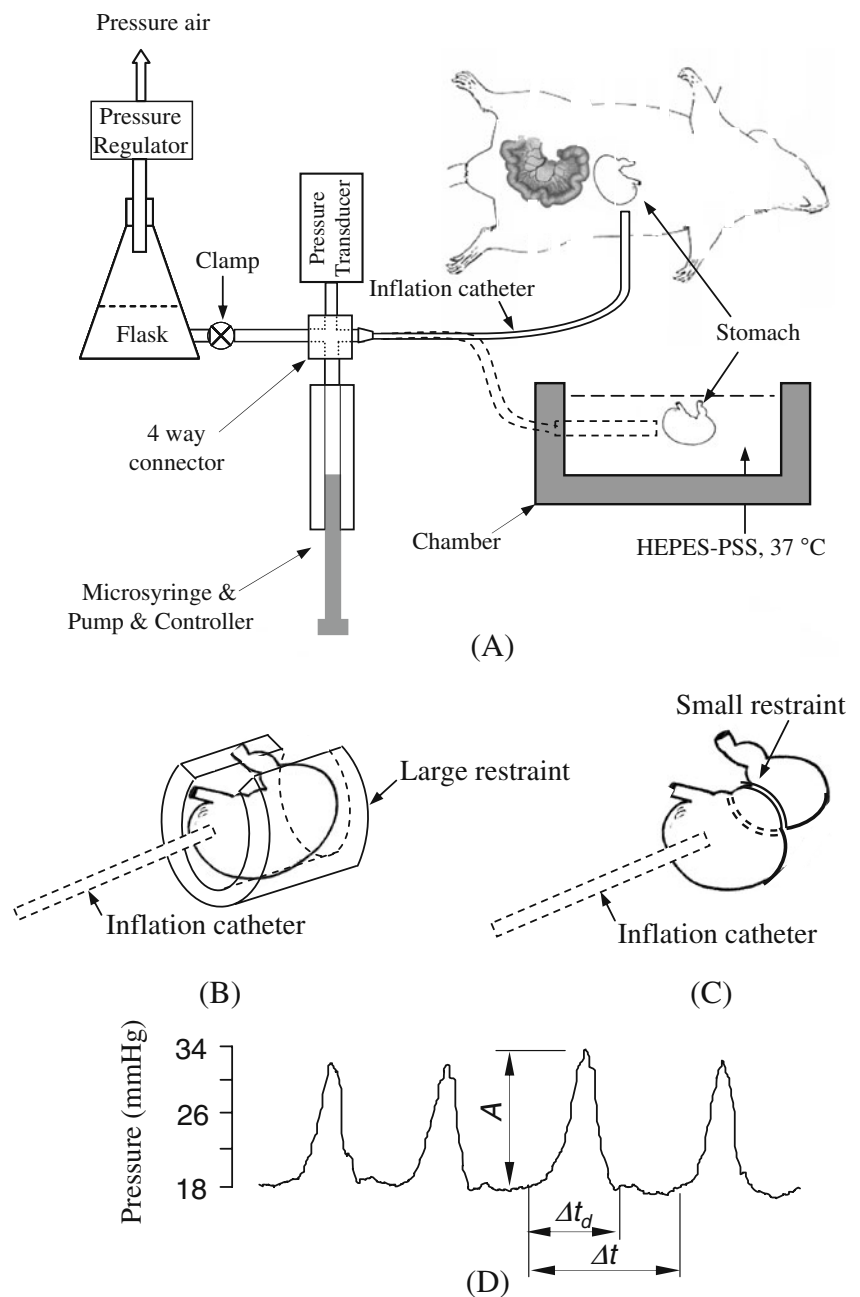 Pressure air
Pressure
Regulator
Pressure
Transducer
Clamp
Inflation catheter
Flask
Stomach
4 way
connector
Chamber
HEPES-PSS, 37 °C
Microsyringe &
Pump & Controller
(A)
Small restraint
Large restraint
Inflation catheter
Inflation catheter
(B)
(C)
Pressure (mmHg)
34
26
18
A
Δt_d
Δt
(D)